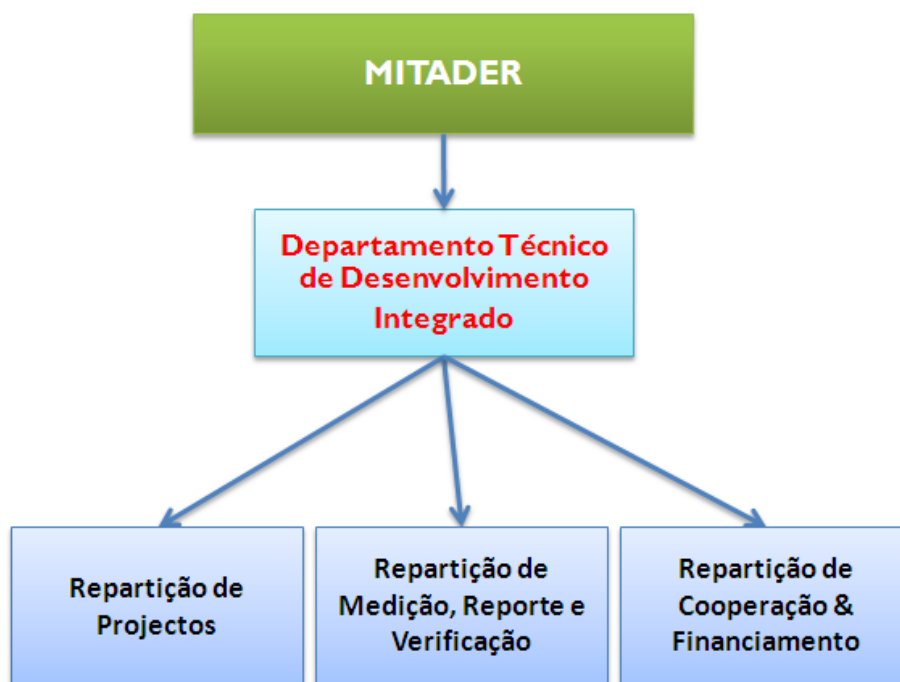 MITADER
Departamento Técnico
de Desenvolvimento
Integrado
Repartição de
Projectos
Repartição de
Medição, Reporte e
Verificação
Repartição de
Cooperação &
Financiamento